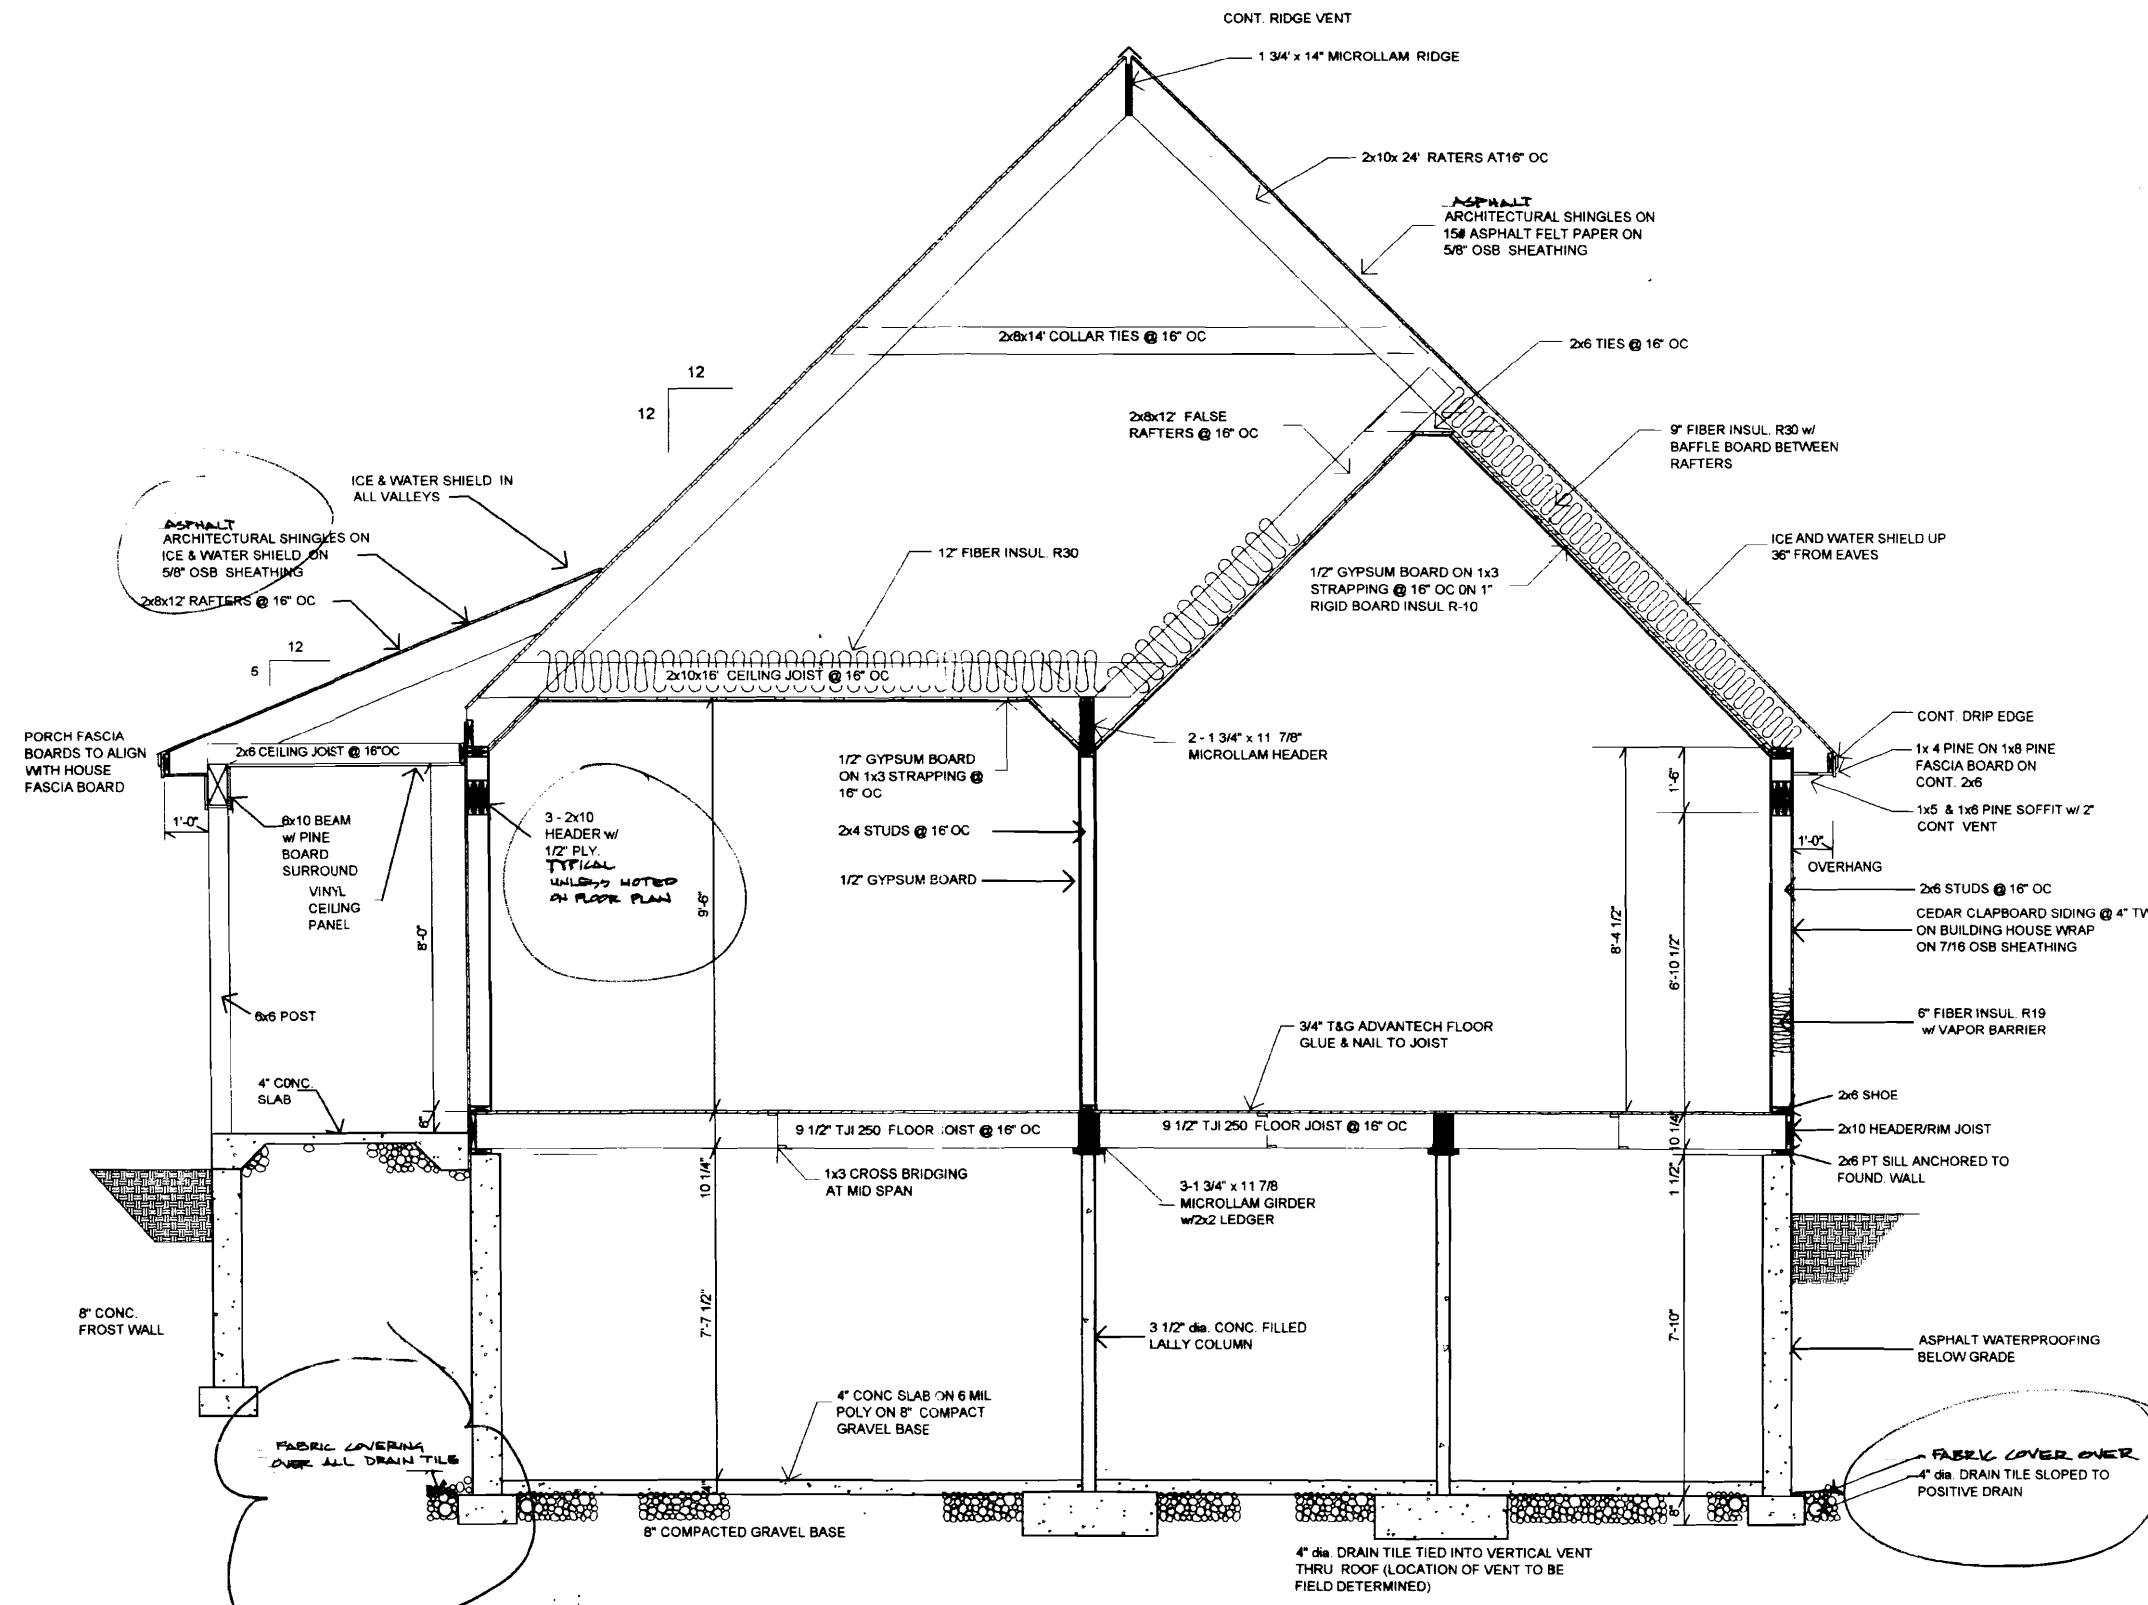 CONT. RIDGE VENT
1 3/4' x 14" MICROLLAM RIDGE
2x10x 24' RATERS AT16" OC
ASPHALT
ARCHITECTURAL SHINGLES ON
15# ASPHALT FELT PAPER ON
5/8" OSB SHEATHING
2x8x14' COLLAR TIES @ 16" OC
2x6 TIES @ 16" OC
12
12
2x8x12' FALSE
RAFTERS @ 16" OC
9" FIBER INSUL. R30 w/
BAFFLE BOARD BETWEEN
RAFTERS
ICE & WATER SHIELD IN
ALL VALLEYS
ASPHALT
ARCHITECTURAL SHINGLES ON
ICE & WATER SHIELD ON
5/8" OSB SHEATHING
2x8x12' RAFTERS @ 16" OC
12
5
12" FIBER INSUL. R30
1/2" GYPSUM BOARD ON 1x3
STRAPPING @ 16" OC ON 1"
RIGID BOARD INSUL R-10
ICE AND WATER SHIELD UP
36" FROM EAVES
2x10x16' CEILING JOIST @ 16" OC
PORCH FASCIA
BOARDS TO ALIGN
WITH HOUSE
FASCIA BOARD
2x6 CEILING JOIST @ 16"OC
1'-0"
6x10 BEAM
w/ PINE
BOARD
SURROUND
VINYL
CEILING
PANEL
8'-0"
3 - 2x10
HEADER w/
1/2" PLY.
TYPICAL
UNLESS NOTED
ON FLOOR PLAN
9'-6"
1/2" GYPSUM BOARD
ON 1x3 STRAPPING @
16" OC
2x4 STUDS @ 16' OC
1/2" GYPSUM BOARD
2 - 1 3/4" x 11 7/8"
MICROLLAM HEADER
CONT. DRIP EDGE
1x 4 PINE ON 1x8 PINE
FASCIA BOARD ON
CONT. 2x6
1x5 & 1x6 PINE SOFFIT w/ 2"
CONT VENT
1'-6"
1'-0"
OVERHANG
8'-4 1/2"
6'-10 1/2"
2x6 STUDS @ 16" OC
CEDAR CLAPBOARD SIDING @ 4" TW
ON BUILDING HOUSE WRAP
ON 7/16 OSB SHEATHING
6x6 POST
3/4" T&G ADVANTECH FLOOR
GLUE & NAIL TO JOIST
6" FIBER INSUL. R19
w/ VAPOR BARRIER
4" CONC.
SLAB
6"
2x6 SHOE
9 1/2" TJI 250 FLOOR JOIST @ 16" OC
9 1/2" TJI 250 FLOOR JOIST @ 16" OC
10 1/4"
2x10 HEADER/RIM JOIST
1x3 CROSS BRIDGING
AT MID SPAN
10 1/4"
3-1 3/4" x 11 7/8
MICROLLAM GIRDER
w/2x2 LEDGER
1 1/2"
2x6 PT SILL ANCHORED TO
FOUND. WALL
8" CONC.
FROST WALL
7'-7 1/2"
3 1/2" dia. CONC. FILLED
LALLY COLUMN
7'-10"
ASPHALT WATERPROOFING
BELOW GRADE
4" CONC SLAB ON 6 MIL
POLY ON 8" COMPACT
GRAVEL BASE
FABRIC COVERING
OVER ALL DRAIN TILE
4"
8" COMPACTED GRAVEL BASE
8"
FABRIC COVER OVER
4" dia. DRAIN TILE SLOPED TO
POSITIVE DRAIN
4" dia. DRAIN TILE TIED INTO VERTICAL VENT
THRU ROOF (LOCATION OF VENT TO BE
FIELD DETERMINED)